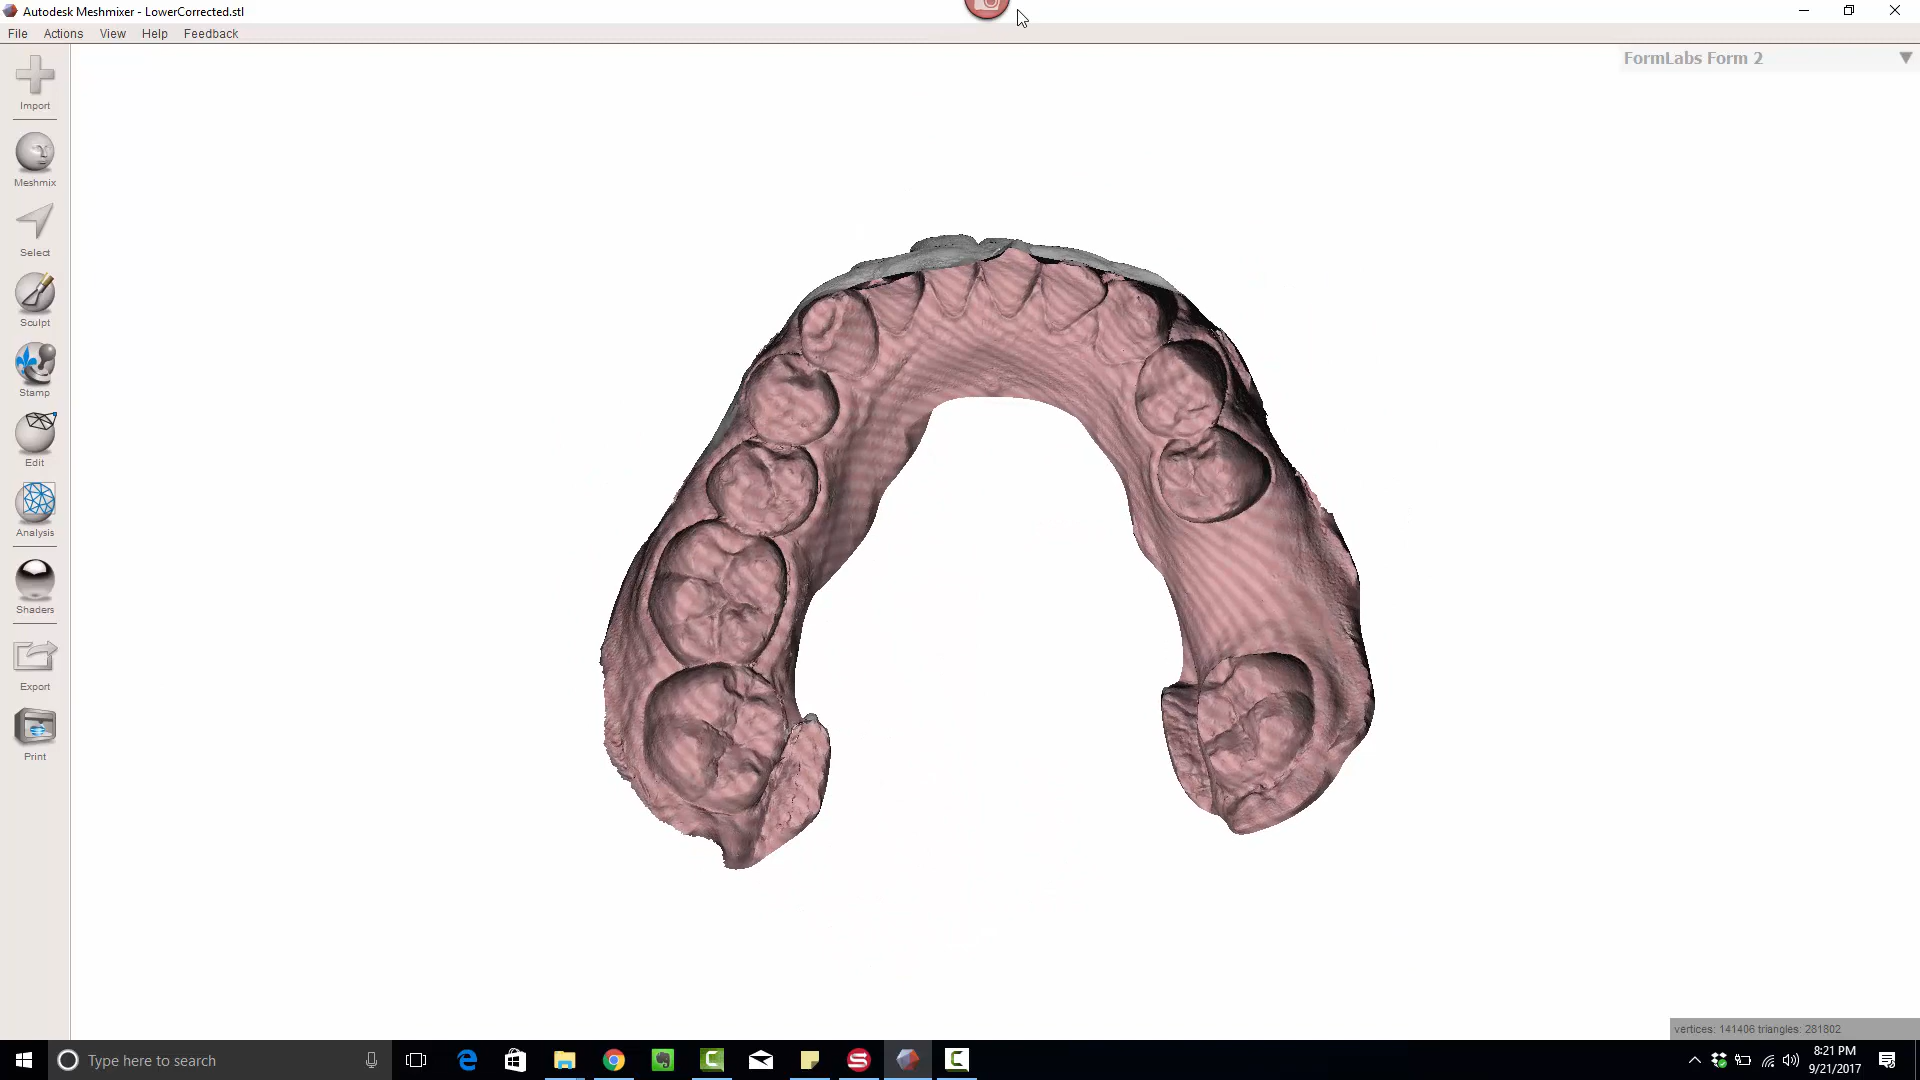 Autodesk Meshmixer - LowerCorrected.stl
File Actions View Help Feedback
FormLabs Form 2
Import
Meshmix
Select
Sculpt
Stamp
Edit
Analysis
Shaders
Export
Print
vertices: 141406 triangles: 281802
Type here to search
8:21 PM
9/21/2017